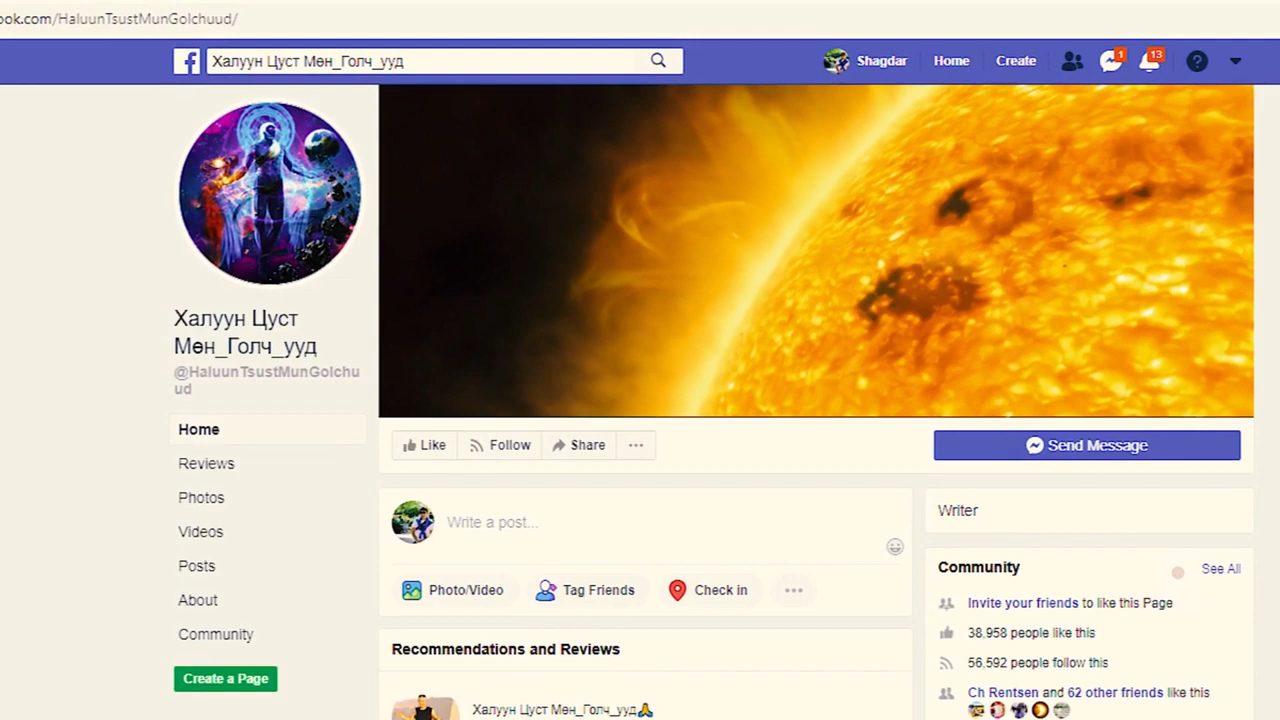 ook.com/HaluunTsustMunGolchuud/
Халуун Цуст Мөн_Голч_ууд
Shagdar Home Create 1 13
Халуун Цуст
Мөн_Голч_ууд
@HaluunTsustMunGolchu
ud
Home
Reviews
Photos
Videos
Posts
About
Community
Create a Page
Like Follow Share ...
Send Message
Write a post...
Photo/Video Tag Friends Check in ...
Recommendations and Reviews
Халуун Цуст Мөн_Голч_ууд🙏
Writer
Community See All
Invite your friends to like this Page
38,958 people like this
56,592 people follow this
Ch Rentsen and 62 other friends like this